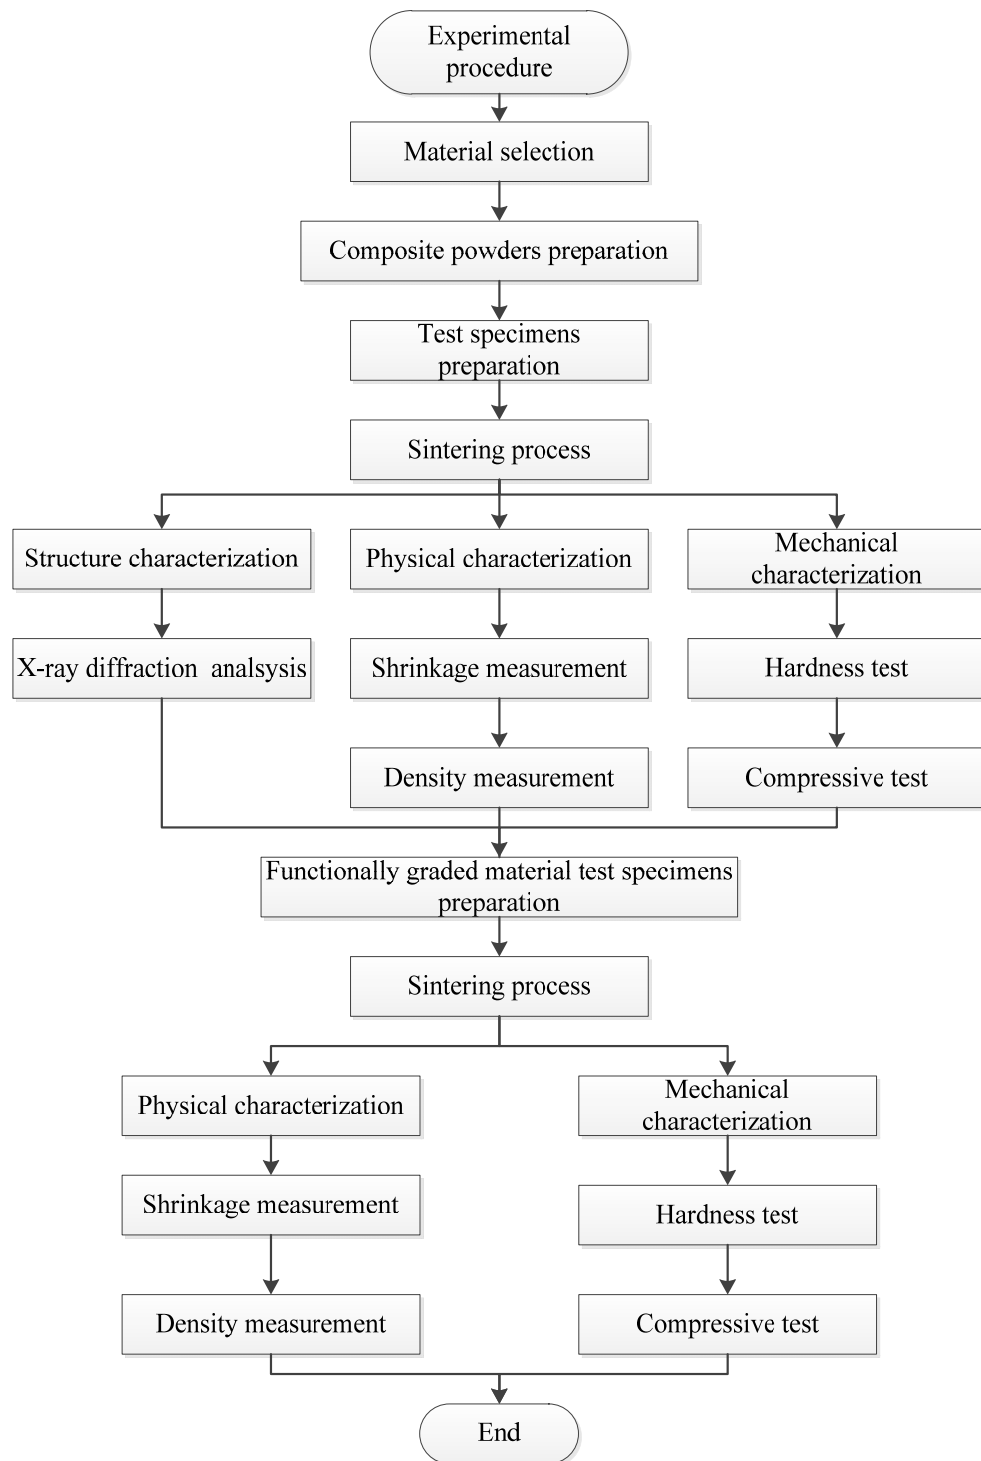 Experimental
procedure
Material selection
Composite powders preparation
Test specimens
preparation
Sintering process
Structure characterization
Physical characterization
Mechanical
characterization
X-ray diffraction  analsysis
Shrinkage measurement
Hardness test
Density measurement
Compressive test
Functionally graded material test specimens
preparation
Sintering process
Physical characterization
Mechanical
characterization
Shrinkage measurement
Hardness test
Density measurement
Compressive test
End